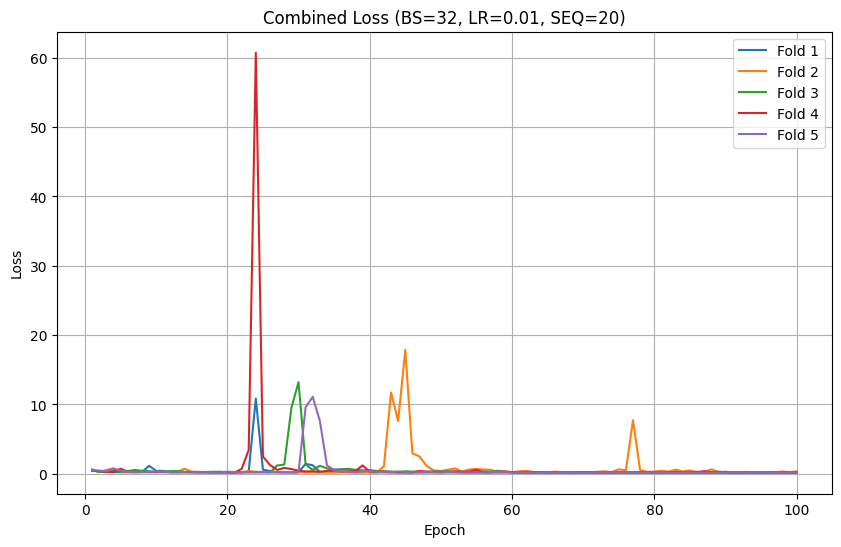 Combined Loss (BS=32, LR=0.01, SEQ=20)
Fold 1
Fold 2
Fold 3
Fold 4
Fold 5
60
50
40
30
20
10
0
Loss
0 20 40 60 80 100
Epoch